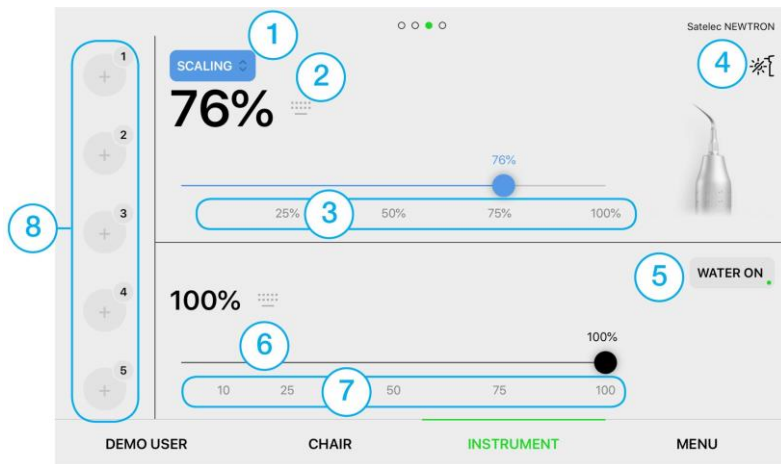 Satelec NEWTRON
1
1
SCALING
2
4
76%
2
76%
3
8
25% 3 50% 75% 100%
5 WATER ON
4
100%
100%
6
5
10 25 7 50 75 100
DEMO USER CHAIR INSTRUMENT MENU